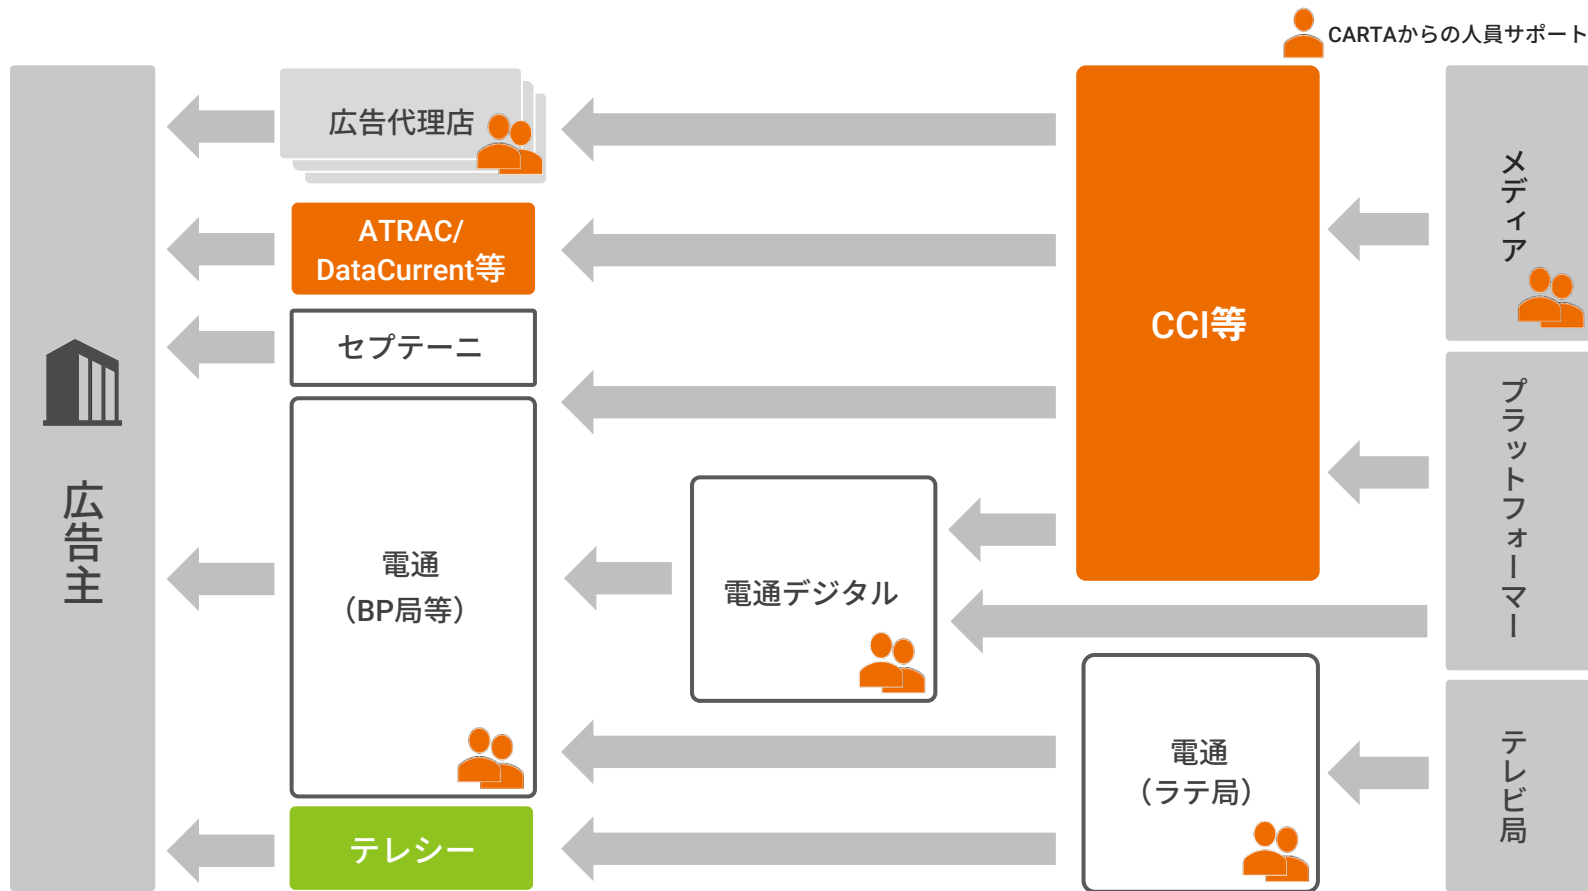 CARTAからの人員サポート
広告主
広告代理店
ATRAC/
DataCurrent等
セプテーニ
電通
（BP局等）
テレシー
電通デジタル
CCI等
電通
（ラテ局）
メディア
プラットフォーマー
テレビ局